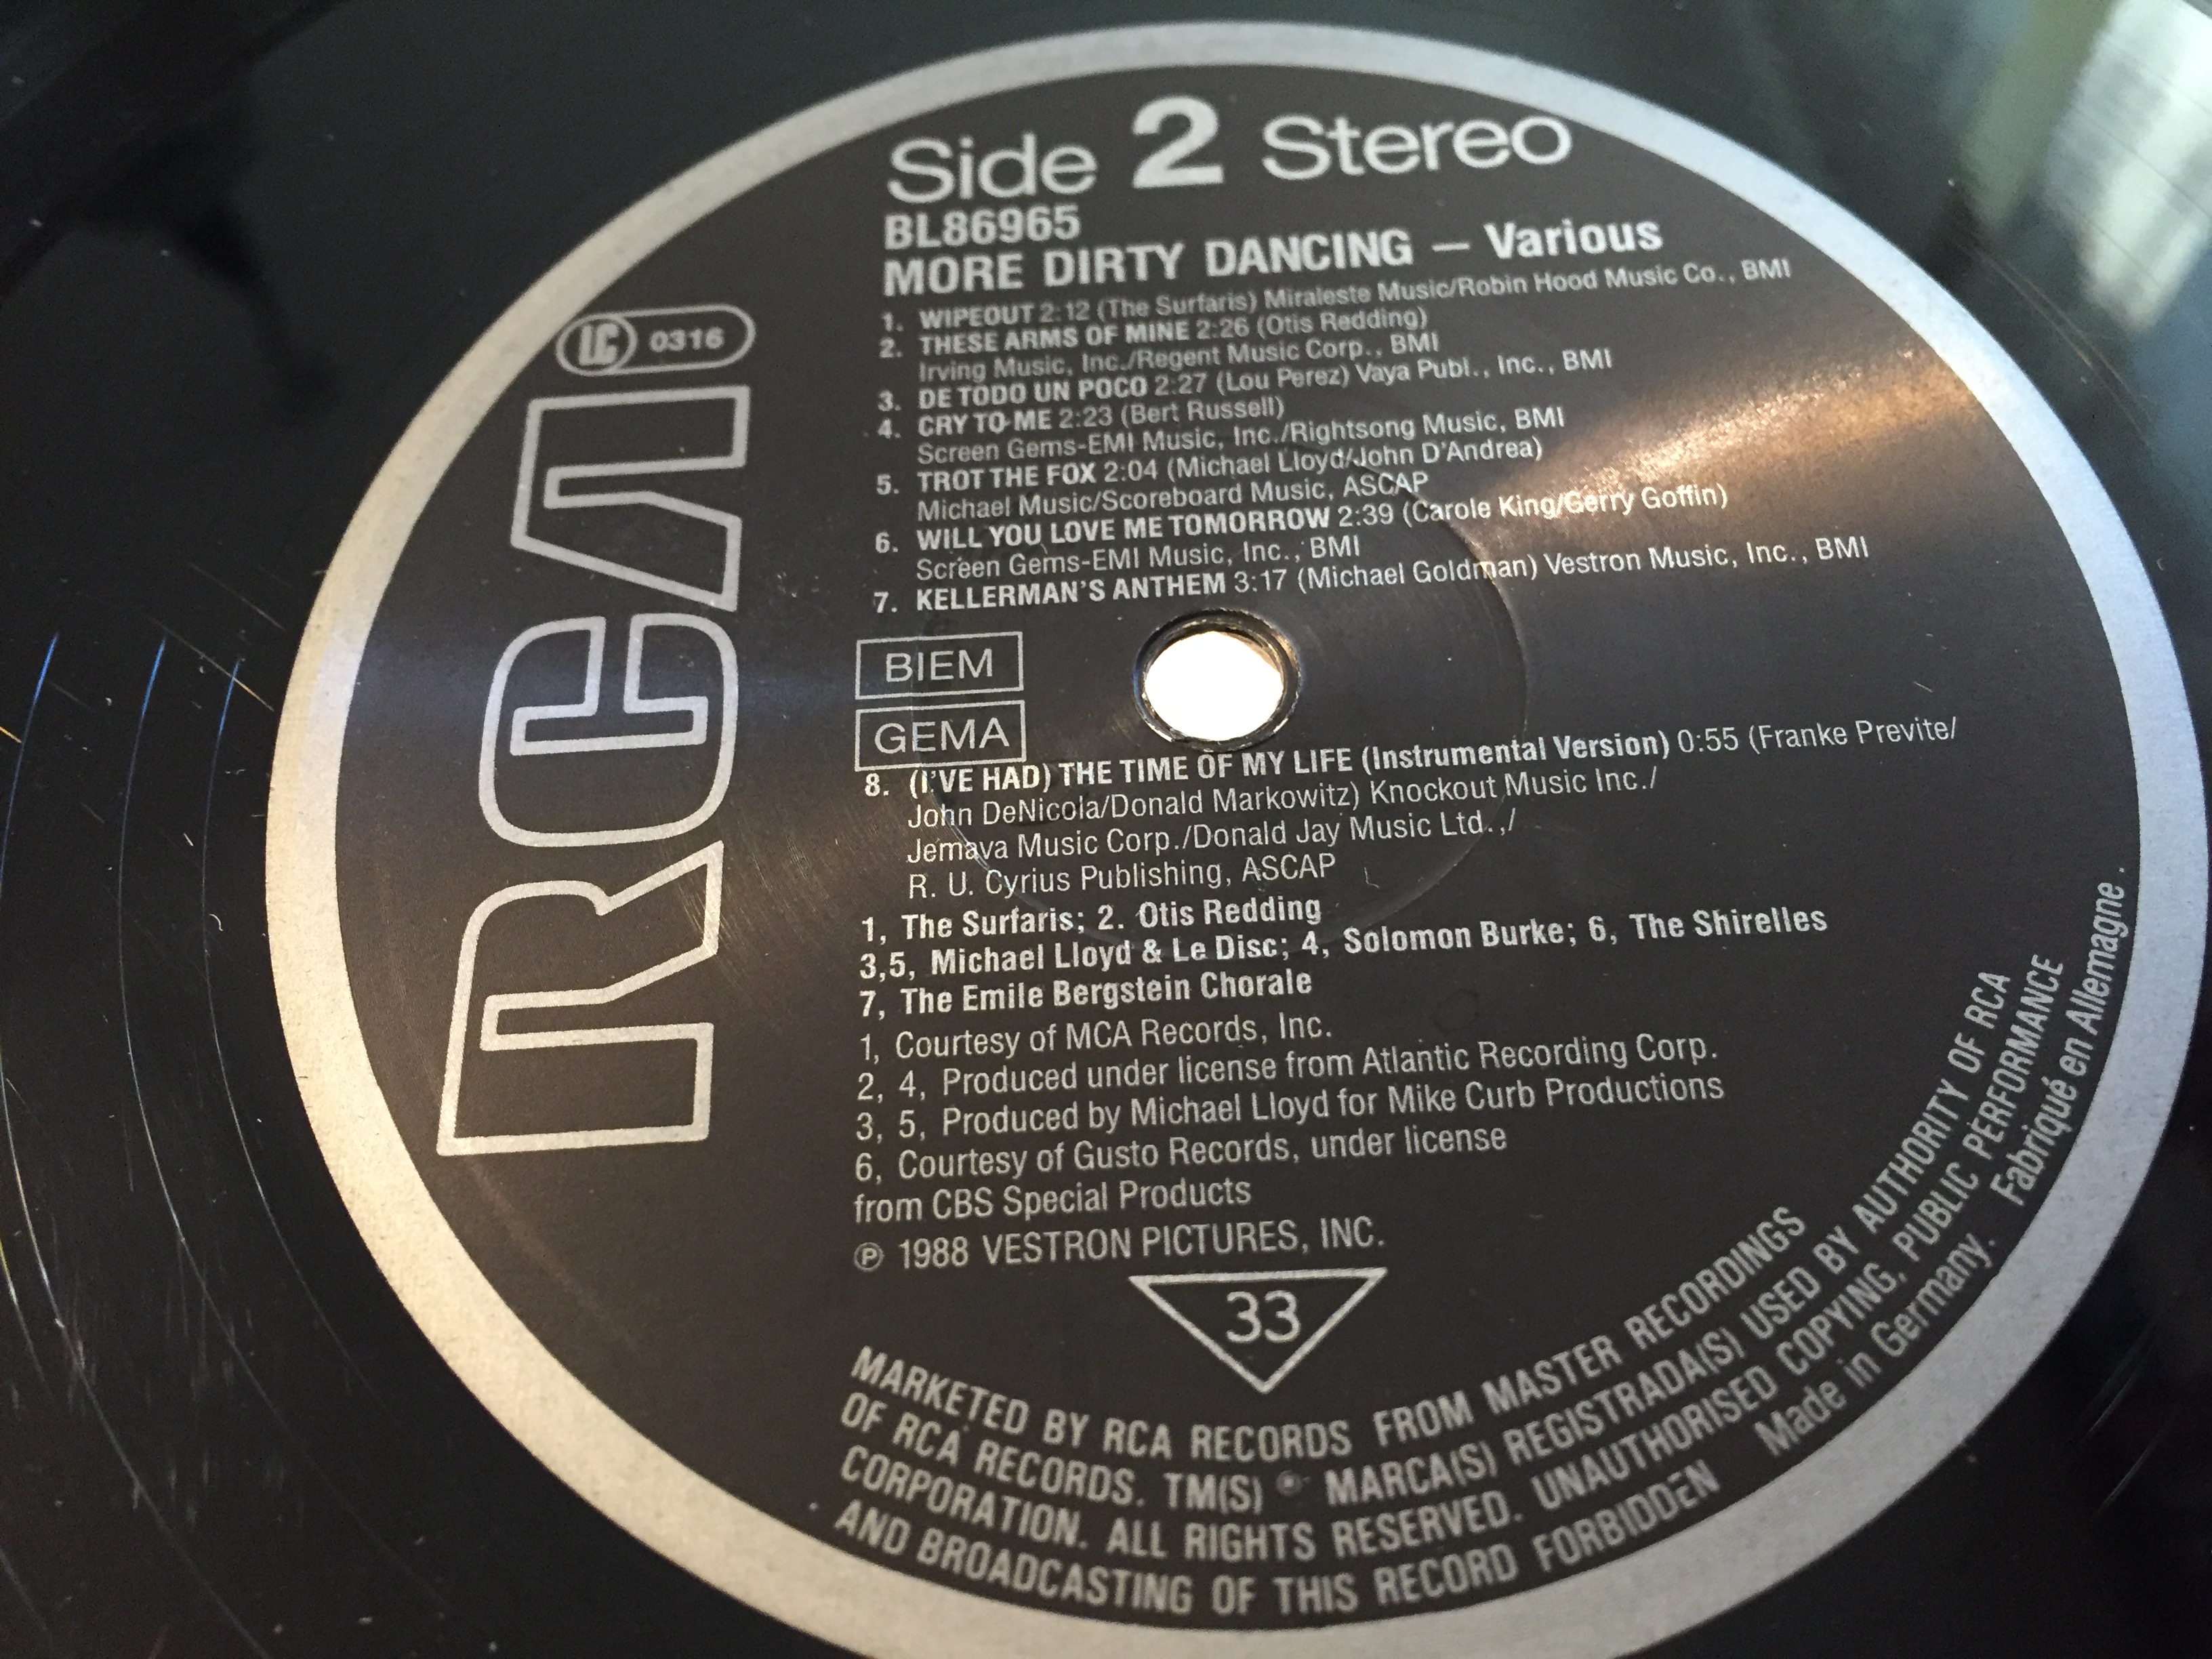 Side 2 Stereo
BL86965
MORE DIRTY DANCING — Various
1. WIPEOUT 2:12 (The Surfaris) Miraleste Music/Robin Hood Music Co., BMI
2. THESE ARMS OF MINE 2:26 (Otis Redding)
Irving Music, Inc./Regent Music Corp., BMI
3. DE TODO UN POCO 2:27 (Lou Perez) Vaya Publ., Inc., BMI
4. CRY TO ME 2:23 (Bert Russell)
Screen Gems-EMI Music, Inc./Rightsong Music, BMI
5. TROT THE FOX 2:04 (Michael Lloyd/John D'Andrea)
Michael Music/Scoreboard Music, ASCAP
6. WILL YOU LOVE ME TOMORROW 2:39 (Carole King/Gerry Goffin)
Screen Gems-EMI Music, Inc., BMI
7. KELLERMAN'S ANTHEM 3:17 (Michael Goldman) Vestron Music, Inc., BMI
LC 0316
RCA
BIEM
GEMA
8. (I'VE HAD) THE TIME OF MY LIFE (Instrumental Version) 0:55 (Franke Previte/
John DeNicola/Donald Markowitz) Knockout Music Inc./
Jemava Music Corp./Donald Jay Music Ltd.,/
R. U. Cyrius Publishing, ASCAP
1, The Surfaris; 2. Otis Redding
3,5, Michael Lloyd & Le Disc; 4, Solomon Burke; 6, The Shirelles
7, The Emile Bergstein Chorale
1, Courtesy of MCA Records, Inc.
2, 4, Produced under license from Atlantic Recording Corp.
3, 5, Produced by Michael Lloyd for Mike Curb Productions
6, Courtesy of Gusto Records, under license
from CBS Special Products
℗ 1988 VESTRON PICTURES, INC.
33
MARKETED BY RCA RECORDS FROM MASTER RECORDINGS
OF RCA RECORDS. TM(S) ® MARCA(S) REGISTRADA(S) USED BY AUTHORITY OF RCA
CORPORATION. ALL RIGHTS RESERVED. UNAUTHORISED COPYING, PUBLIC PERFORMANCE
AND BROADCASTING OF THIS RECORD FORBIDDEN Made in Germany. Fabriqué en Allemagne.